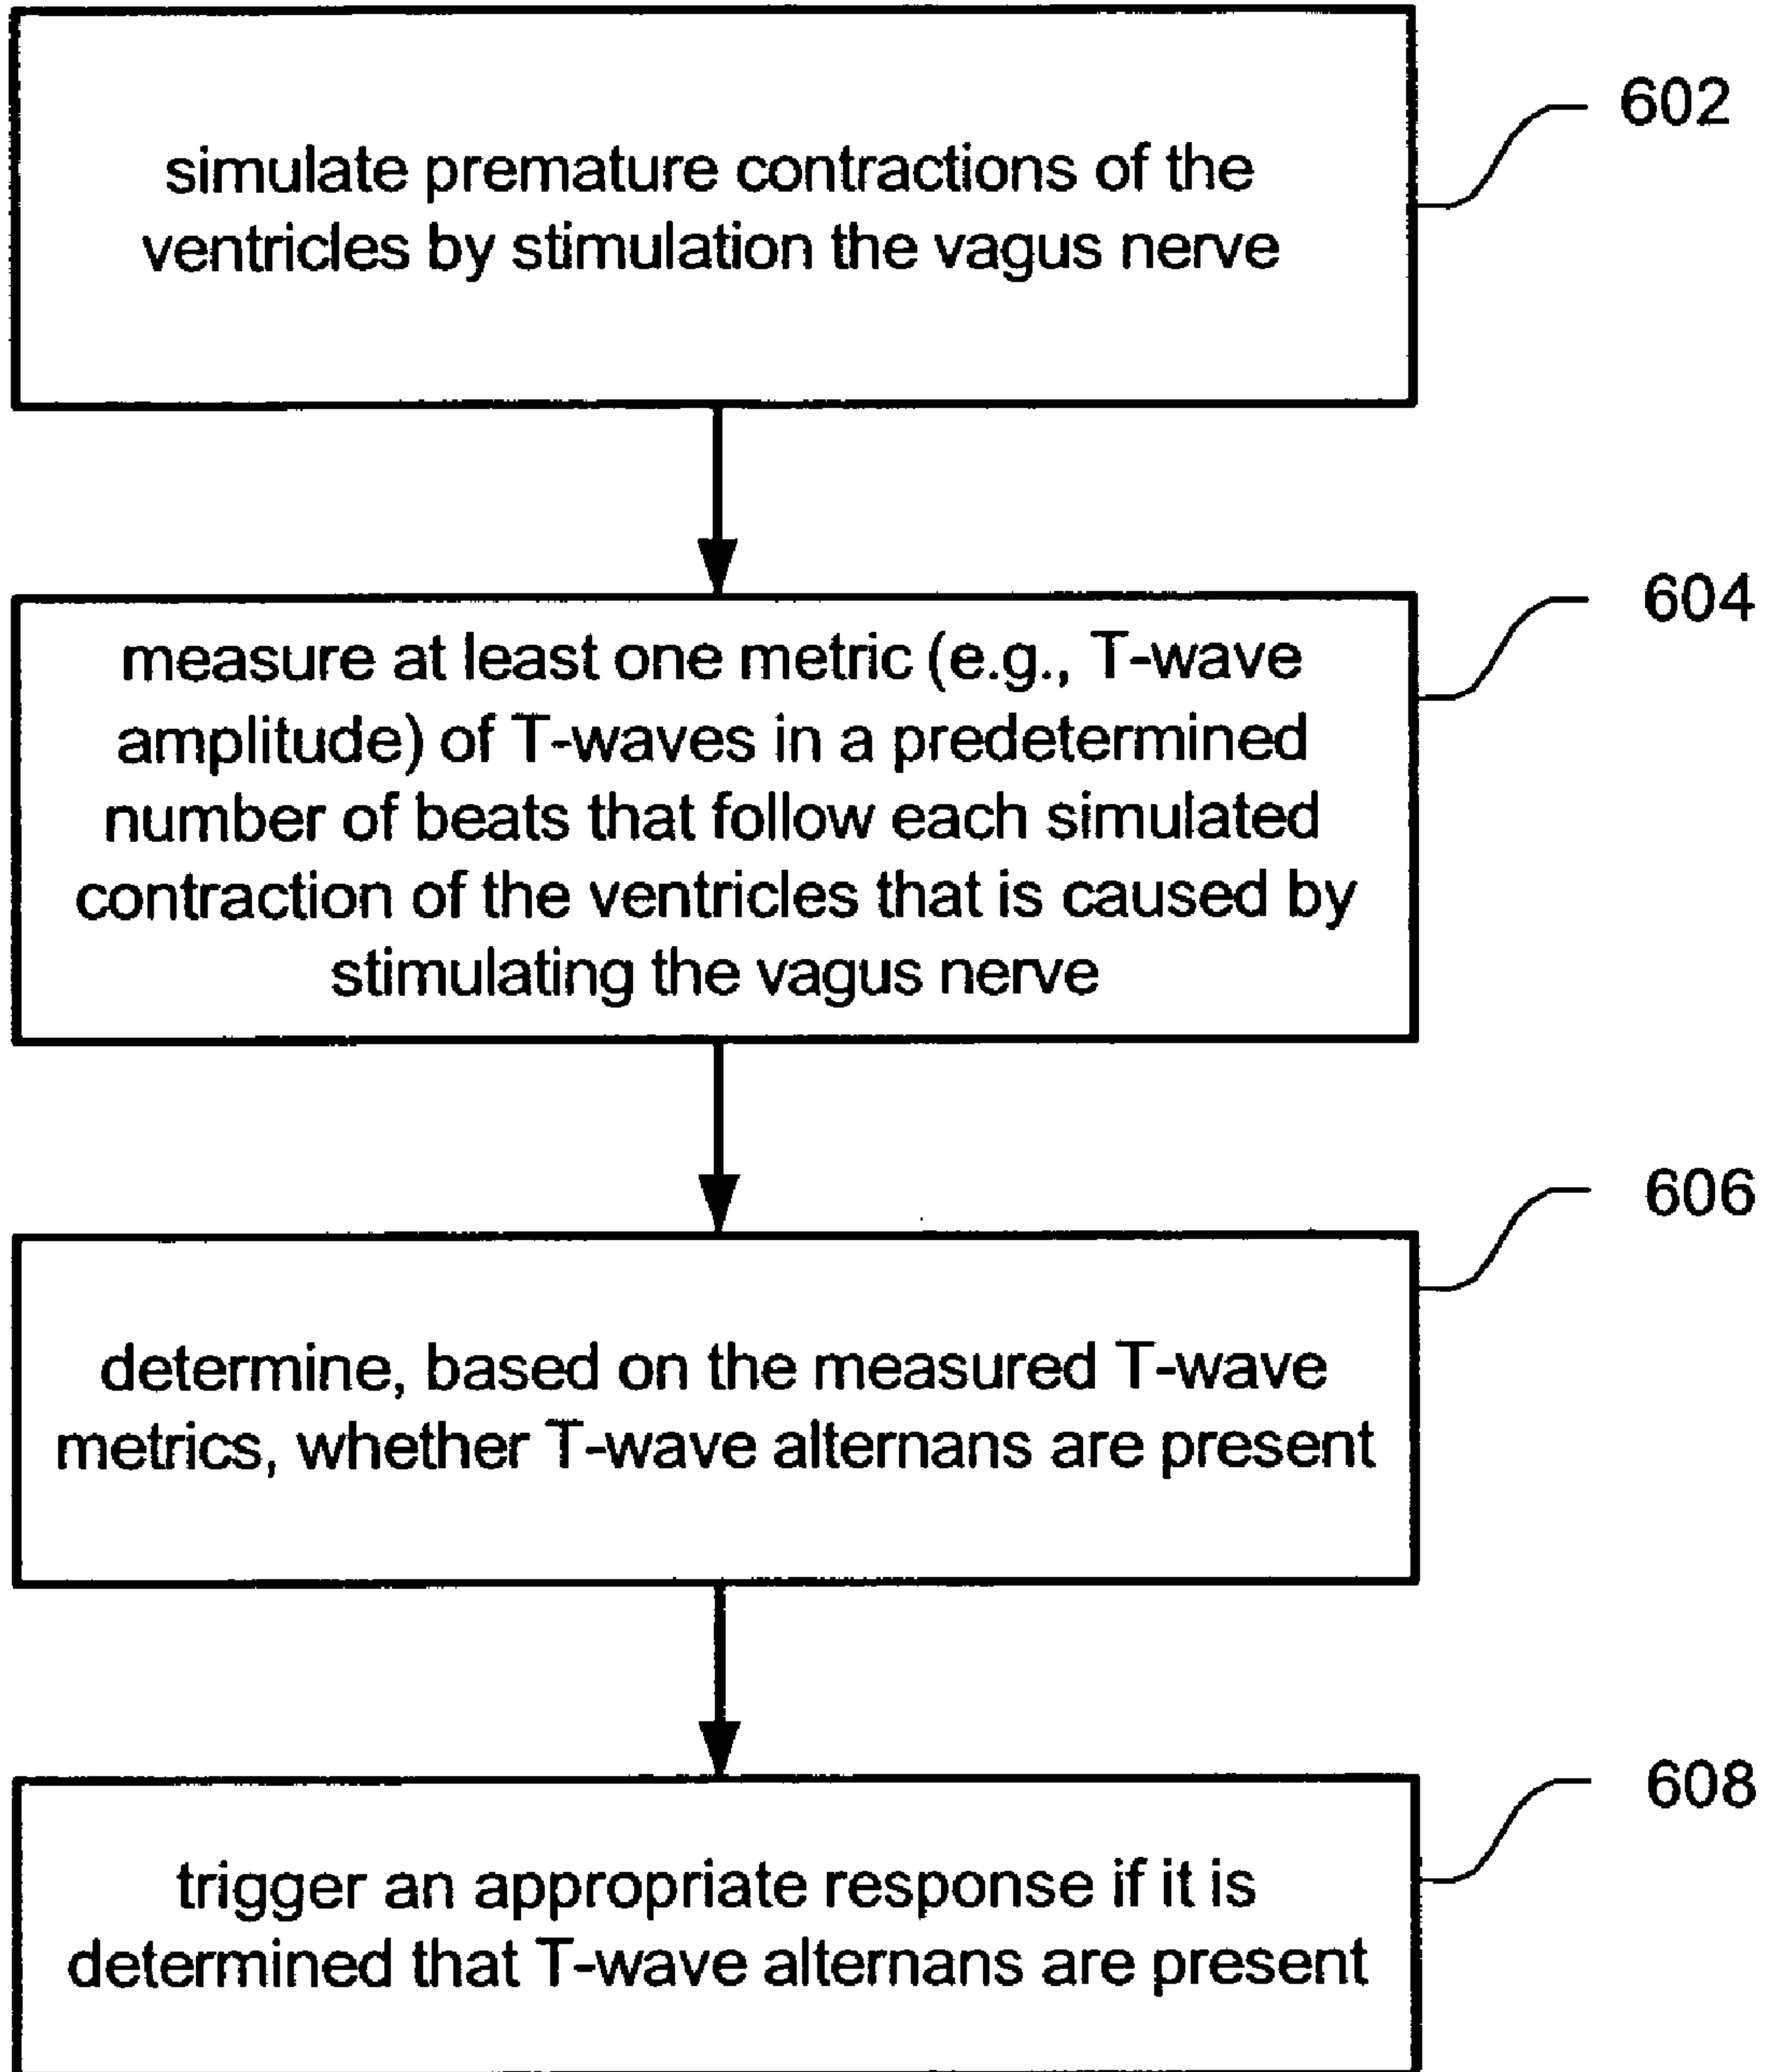 simulate premature contractions of the
ventricles by stimulation the vagus nerve
602
measure at least one metric (e.g., T-wave
amplitude) of T-waves in a predetermined
number of beats that follow each simulated
contraction of the ventricles that is caused by
stimulating the vagus nerve
604
determine, based on the measured T-wave
metrics, whether T-wave alternans are present
606
trigger an appropriate response if it is
determined that T-wave alternans are present
608